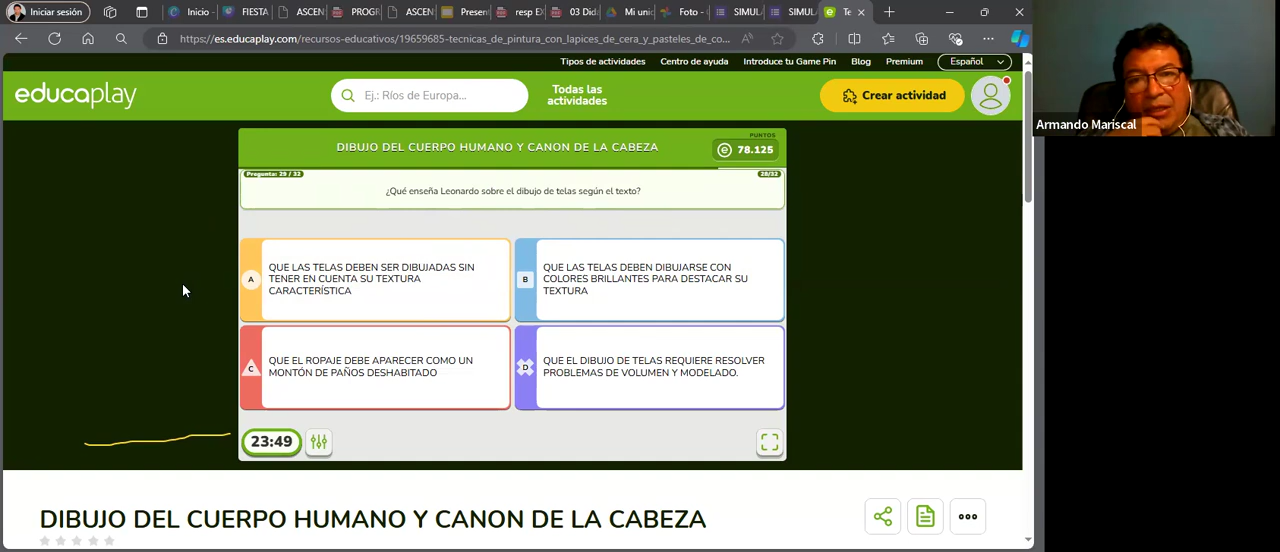 Iniciar sesión
Inicio -
FIESTA
ASCEN
PROGR
ASCEN
Present
resp EX
03 Did
Mi unic
Foto -
SIMUL
SIMUL
Te
https://es.educaplay.com/recursos-educativos/19659685-tecnicas_de_pintura_con_lapices_de_cera_y_pasteles_de_co...
Tipos de actividades
Centro de ayuda
Introduce tu Game Pin
Blog
Premium
Español
educaplay
Ej.: Ríos de Europa...
Todas las
actividades
Crear actividad
Armando Mariscal
DIBUJO DEL CUERPO HUMANO Y CANON DE LA CABEZA
PUNTOS
e 78.125
Pregunta: 29 / 32
28/32
¿Qué enseña Leonardo sobre el dibujo de telas según el texto?
A
QUE LAS TELAS DEBEN SER DIBUJADAS SIN
TENER EN CUENTA SU TEXTURA
CARACTERÍSTICA
B
QUE LAS TELAS DEBEN DIBUJARSE CON
COLORES BRILLANTES PARA DESTACAR SU
TEXTURA
C
QUE EL ROPAJE DEBE APARECER COMO UN
MONTÓN DE PAÑOS DESHABITADO
D
QUE EL DIBUJO DE TELAS REQUIERE RESOLVER
PROBLEMAS DE VOLUMEN Y MODELADO.
23:49
DIBUJO DEL CUERPO HUMANO Y CANON DE LA CABEZA